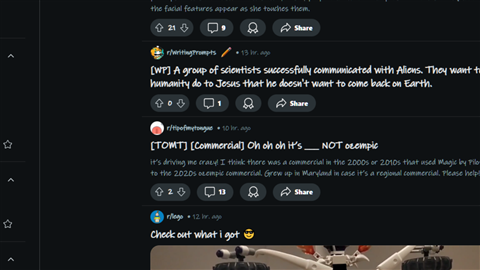 the facial features appear as she touches them.
21
9
Share
r/WritingPrompts • 13 hr. ago
[WP] A group of scientists successfully communicated with Aliens. They want t
humanity do to Jesus that he doesn't want to come back on Earth.
0
1
Share
r/tipofmytongue • 10 hr. ago
[TOMT] [Commercial] Oh oh oh it's ___ NOT ozempic
it's driving me crazy! I think there was a commercial in the 2000s or 2010s that used Magic by Pilo
to the 2020s ozempic commercial. Grew up in Maryland in case it's a regional commercial. Please help!
2
13
Share
r/lego • 12 hr. ago
Check out what i got 😎